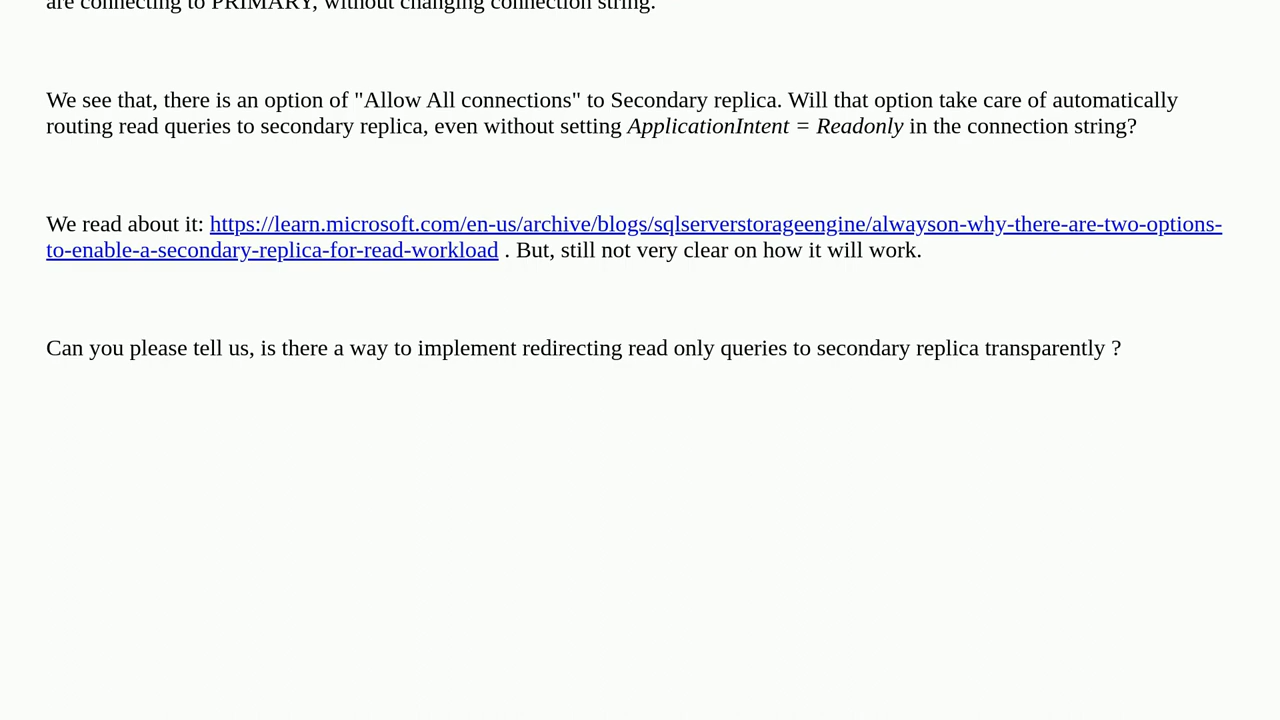 are connecting to PRIMARY, without changing connection string.
We see that, there is an option of "Allow All connections" to Secondary replica. Will that option take care of automatically
routing read queries to secondary replica, even without setting ApplicationIntent = Readonly in the connection string?
We read about it: https://learn.microsoft.com/en-us/archive/blogs/sqlserverstorageengine/alwayson-why-there-are-two-options-
to-enable-a-secondary-replica-for-read-workload . But, still not very clear on how it will work.
Can you please tell us, is there a way to implement redirecting read only queries to secondary replica transparently ?